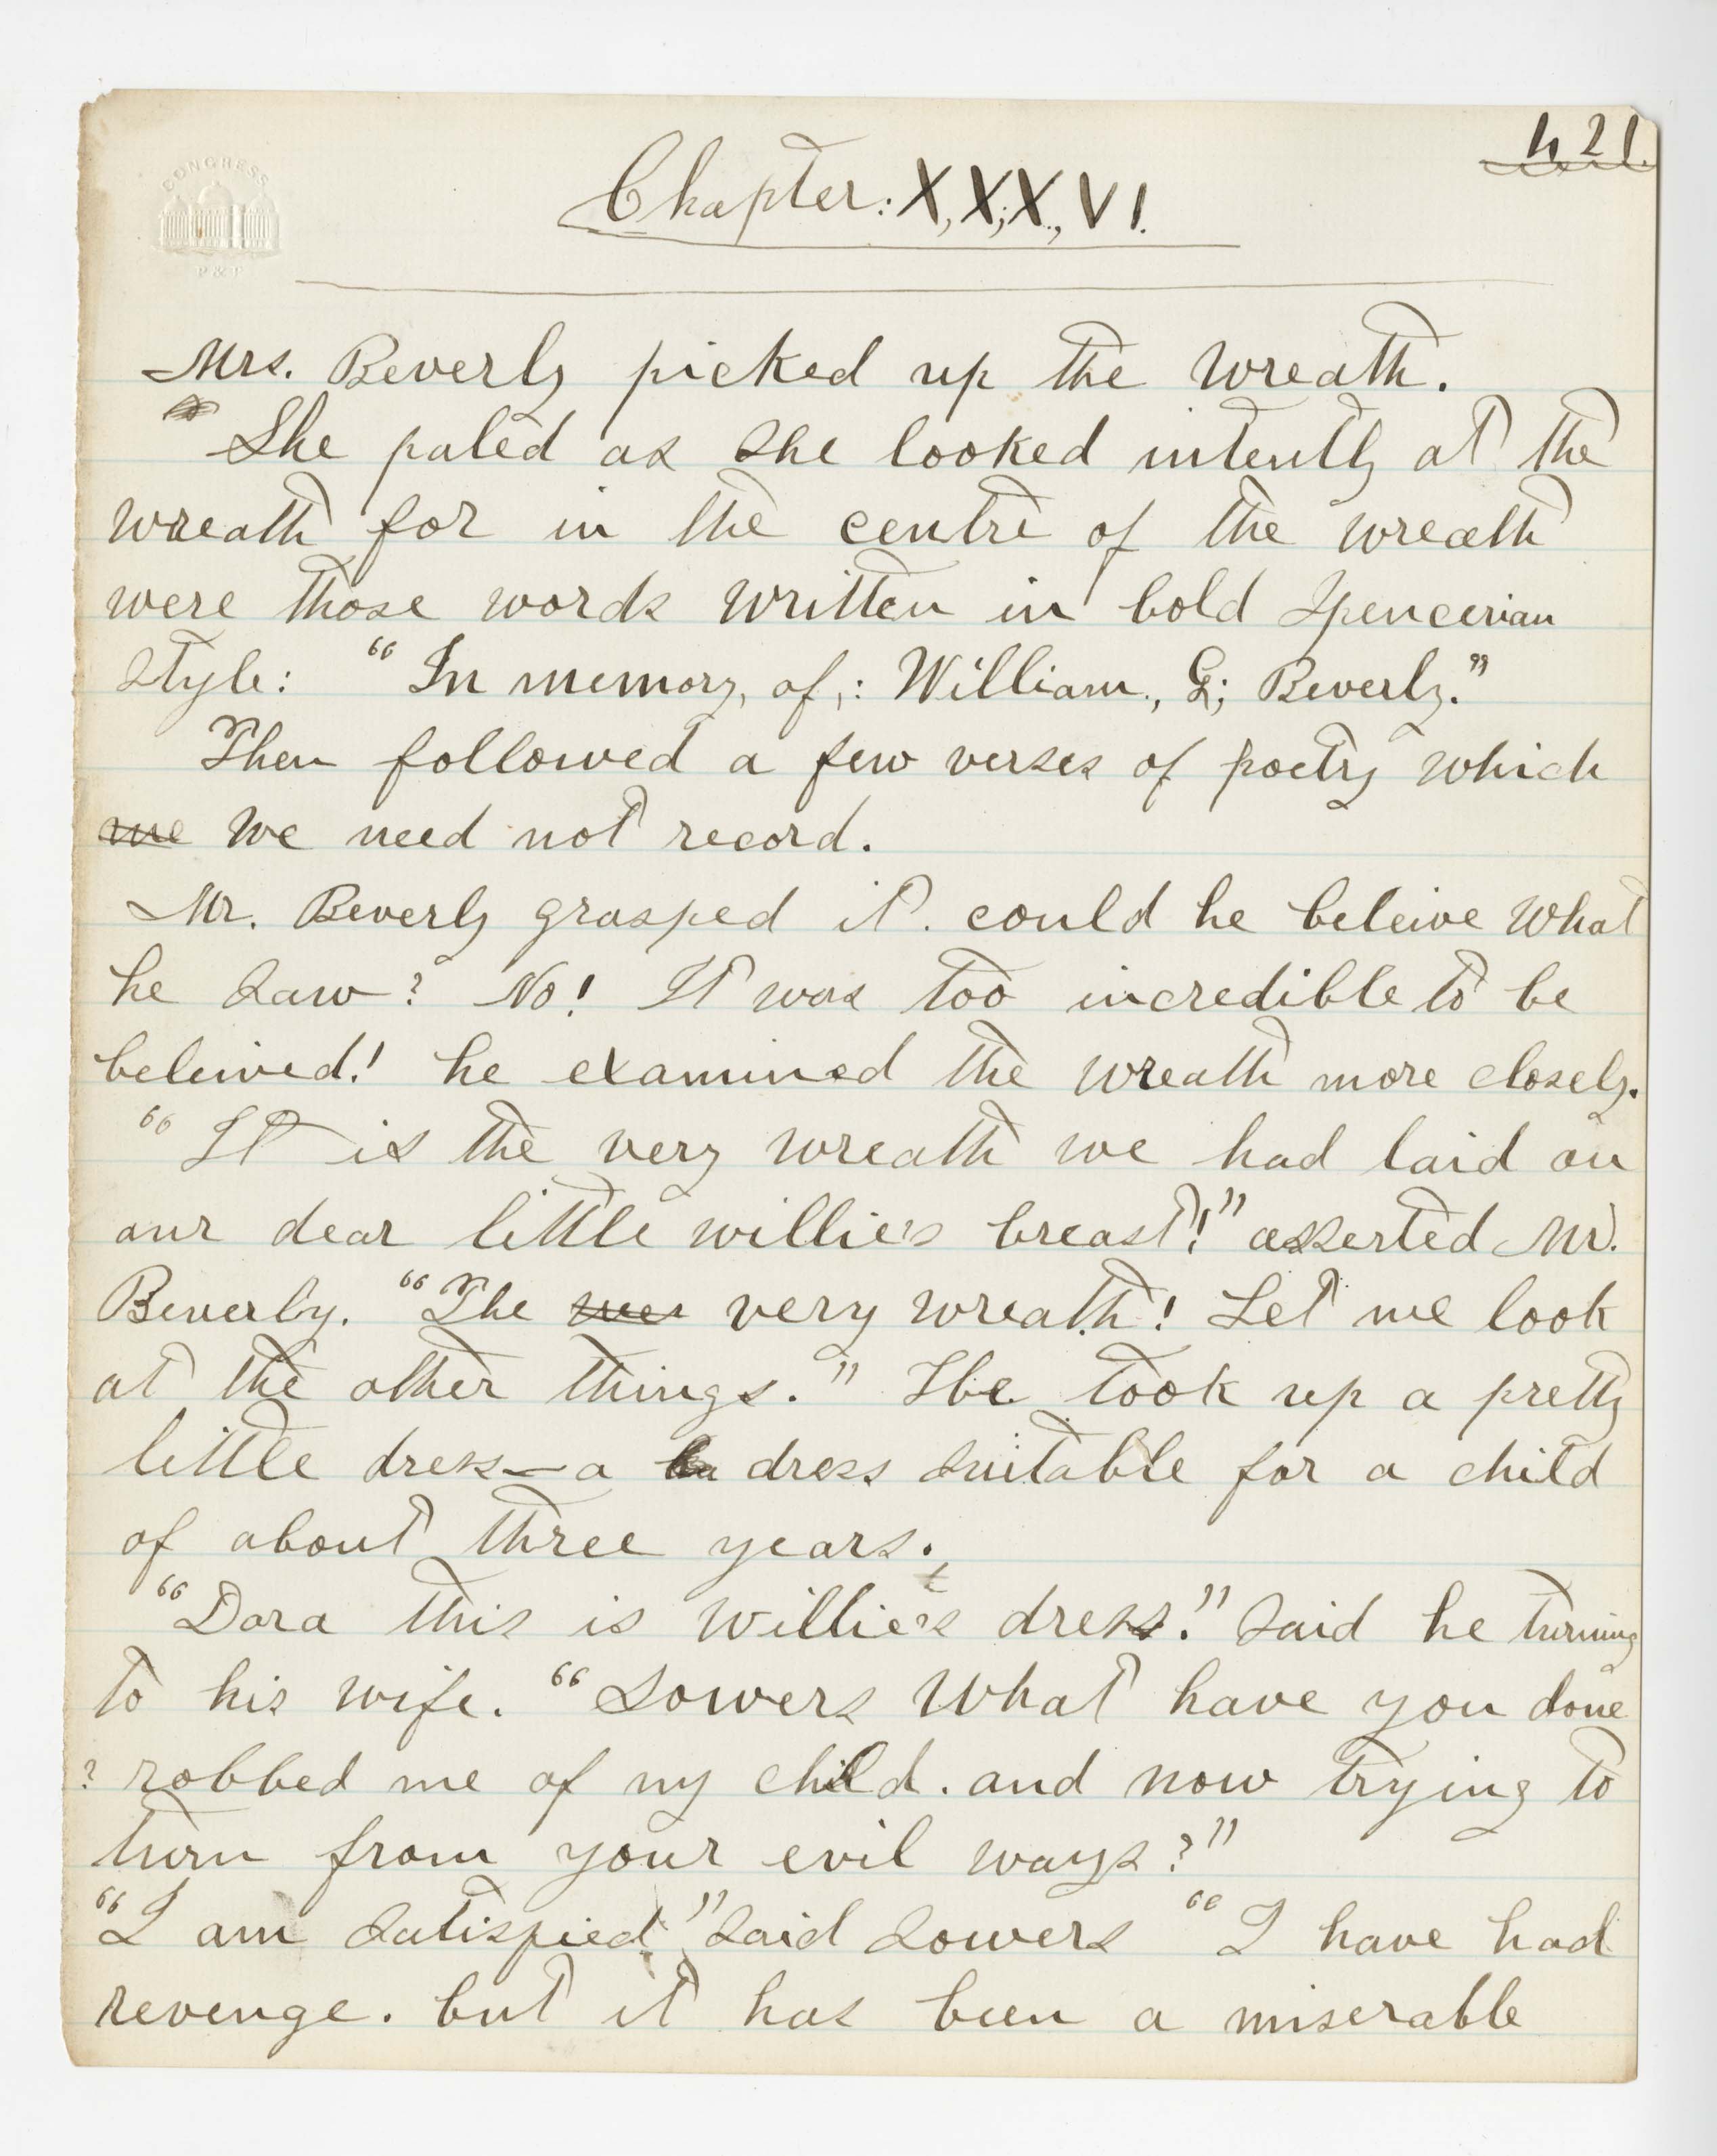 421.
CONGRESS
P & P
Chapter: X, X; X., V I.
Mrs. Beverly picked up the wreath.
She paled as she looked intently at the
wreath for in the centre of the wreath
were those words written in bold Spencerian
style: "In memory, of,: William., G; Beverly."
Then followed a few verses of poetry which
me we need not record.
Mr. Beverly grasped it. could he beleive what
he saw? No! It was too incredible to be
beleived! he examined the wreath more closely.
"It is the very wreath we had laid on
our dear little willie's breast!" asserted Mr.
Beverly. "The very wreath! Let me look
at the other things." He took up a pretty
little dress—a dress suitable for a child
of about three years.
"Dora this is willie's dress." said he turning
to his wife. "Sowers what have you done
? robbed me of my child. and now trying to
turn from your evil ways?"
"I am satisfied" said Sowers "I have had
revenge. but it has been a miserable